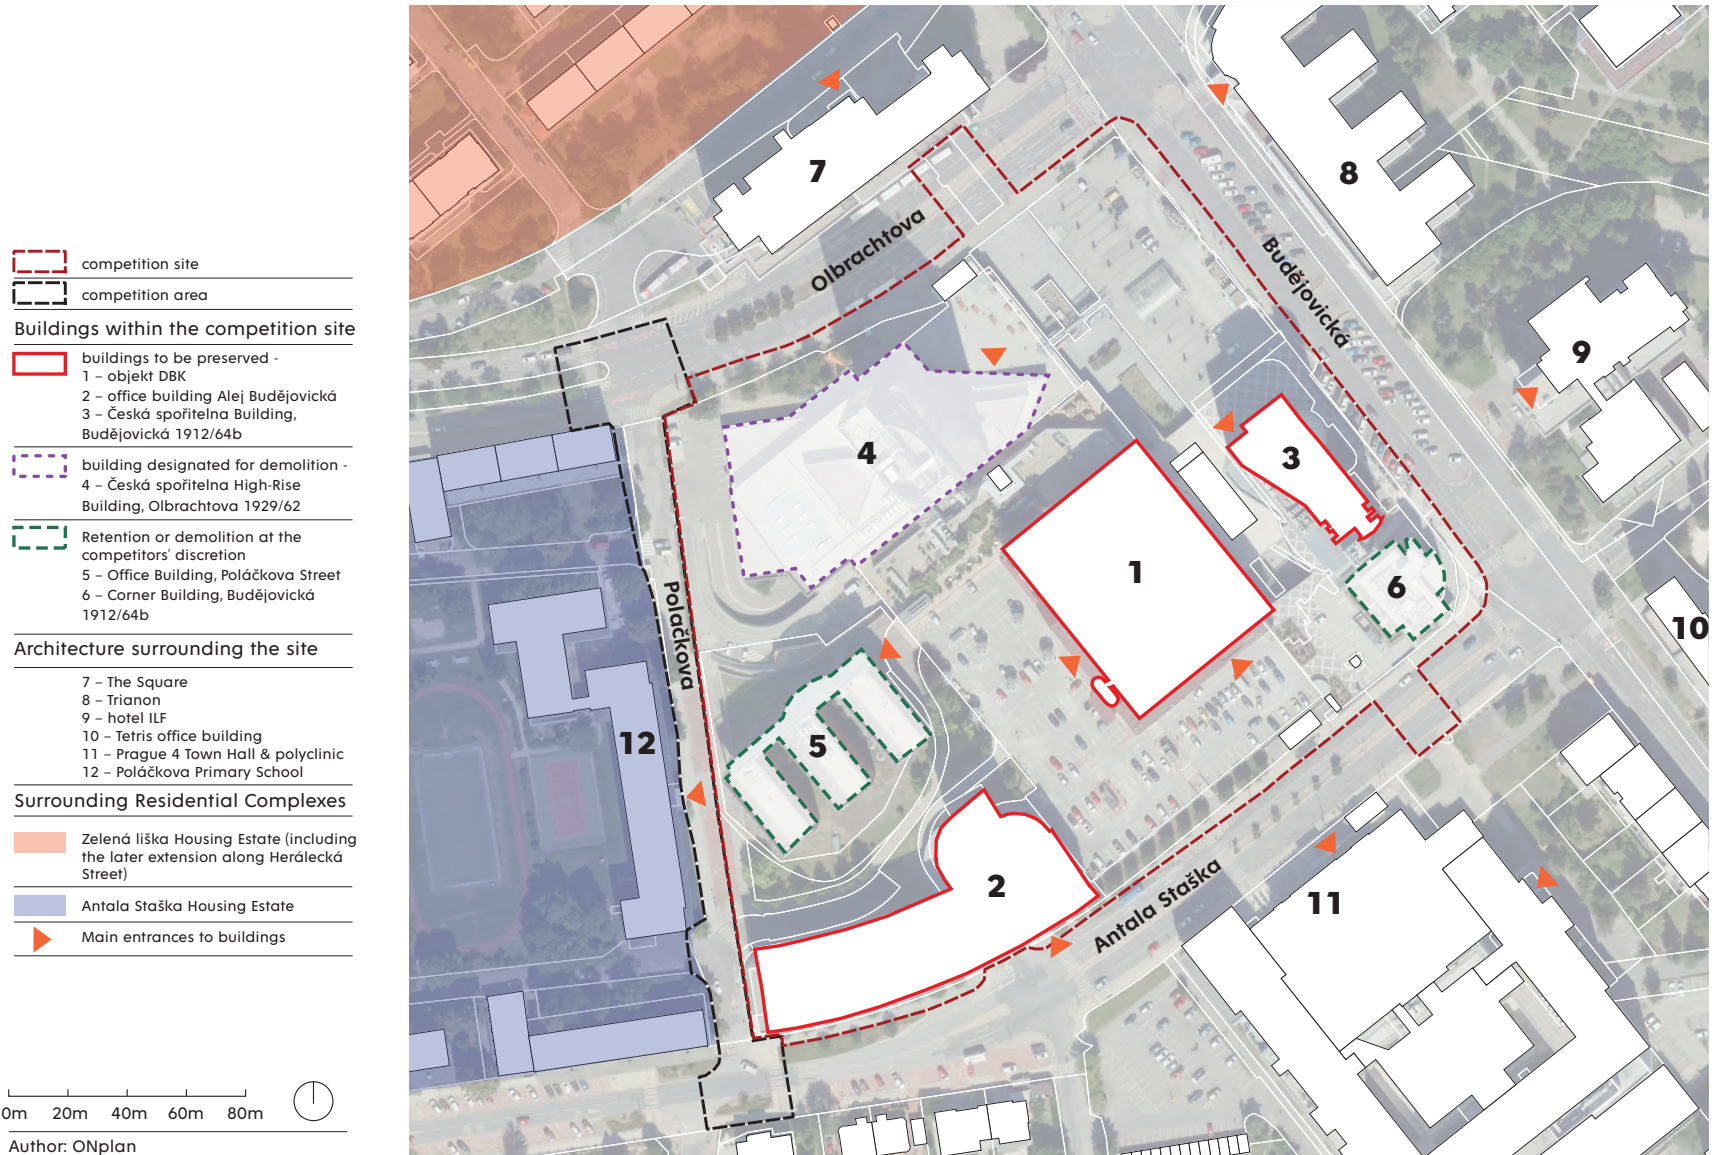 competition site
competition area
Buildings within the competition site
buildings to be preserved -
1 – objekt DBK
2 – office building Alej Budějovická
3 – Česká spořitelna Building,
Budějovická 1912/64b
building designated for demolition -
4 – Česká spořitelna High-Rise
Building, Olbrachtova 1929/62
Retention or demolition at the
competitors' discretion
5 – Office Building, Poláčkova Street
6 – Corner Building, Budějovická
1912/64b
Architecture surrounding the site
7 – The Square
8 – Trianon
9 – hotel ILF
10 – Tetris office building
11 – Prague 4 Town Hall & polyclinic
12 – Poláčkova Primary School
Surrounding Residential Complexes
Zelená liška Housing Estate (including
the later extension along Herálecká
Street)
Antala Staška Housing Estate
Main entrances to buildings
0m 20m 40m 60m 80m
Author: ONplan
7
8
Olbrachtova
Budějovická
9
4
3
1
6
Polačkova
10
12
5
2
Antala Staška
11